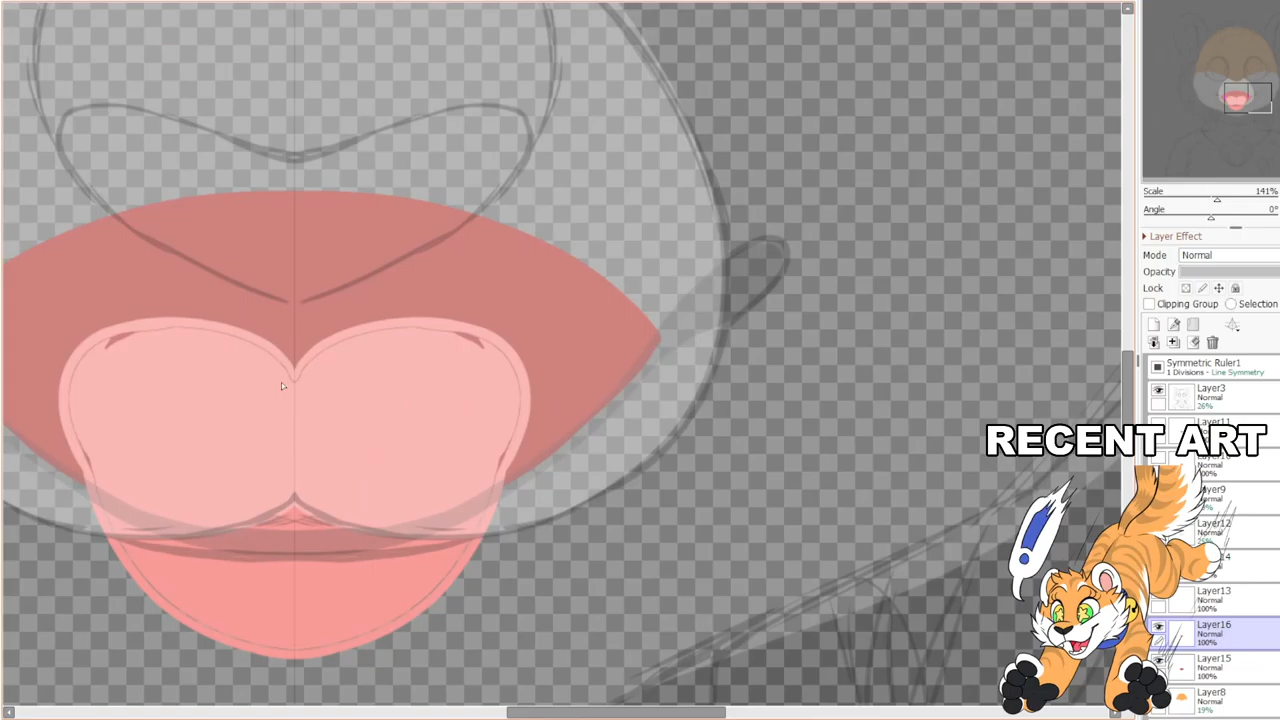 Scale 141%
Angle 0°
Layer Effect
Mode Normal
Opacity
Lock
Clipping Group Selection
Symmetric Ruler1
1 Divisions - Line Symmetry
Layer3
Normal
26%
RECENT ART
100%
Normal
Layer12
Normal
Normal
Layer13
Normal
100%
Layer16
Normal
100%
Layer15
Normal
100%
Layer8
Normal
19%